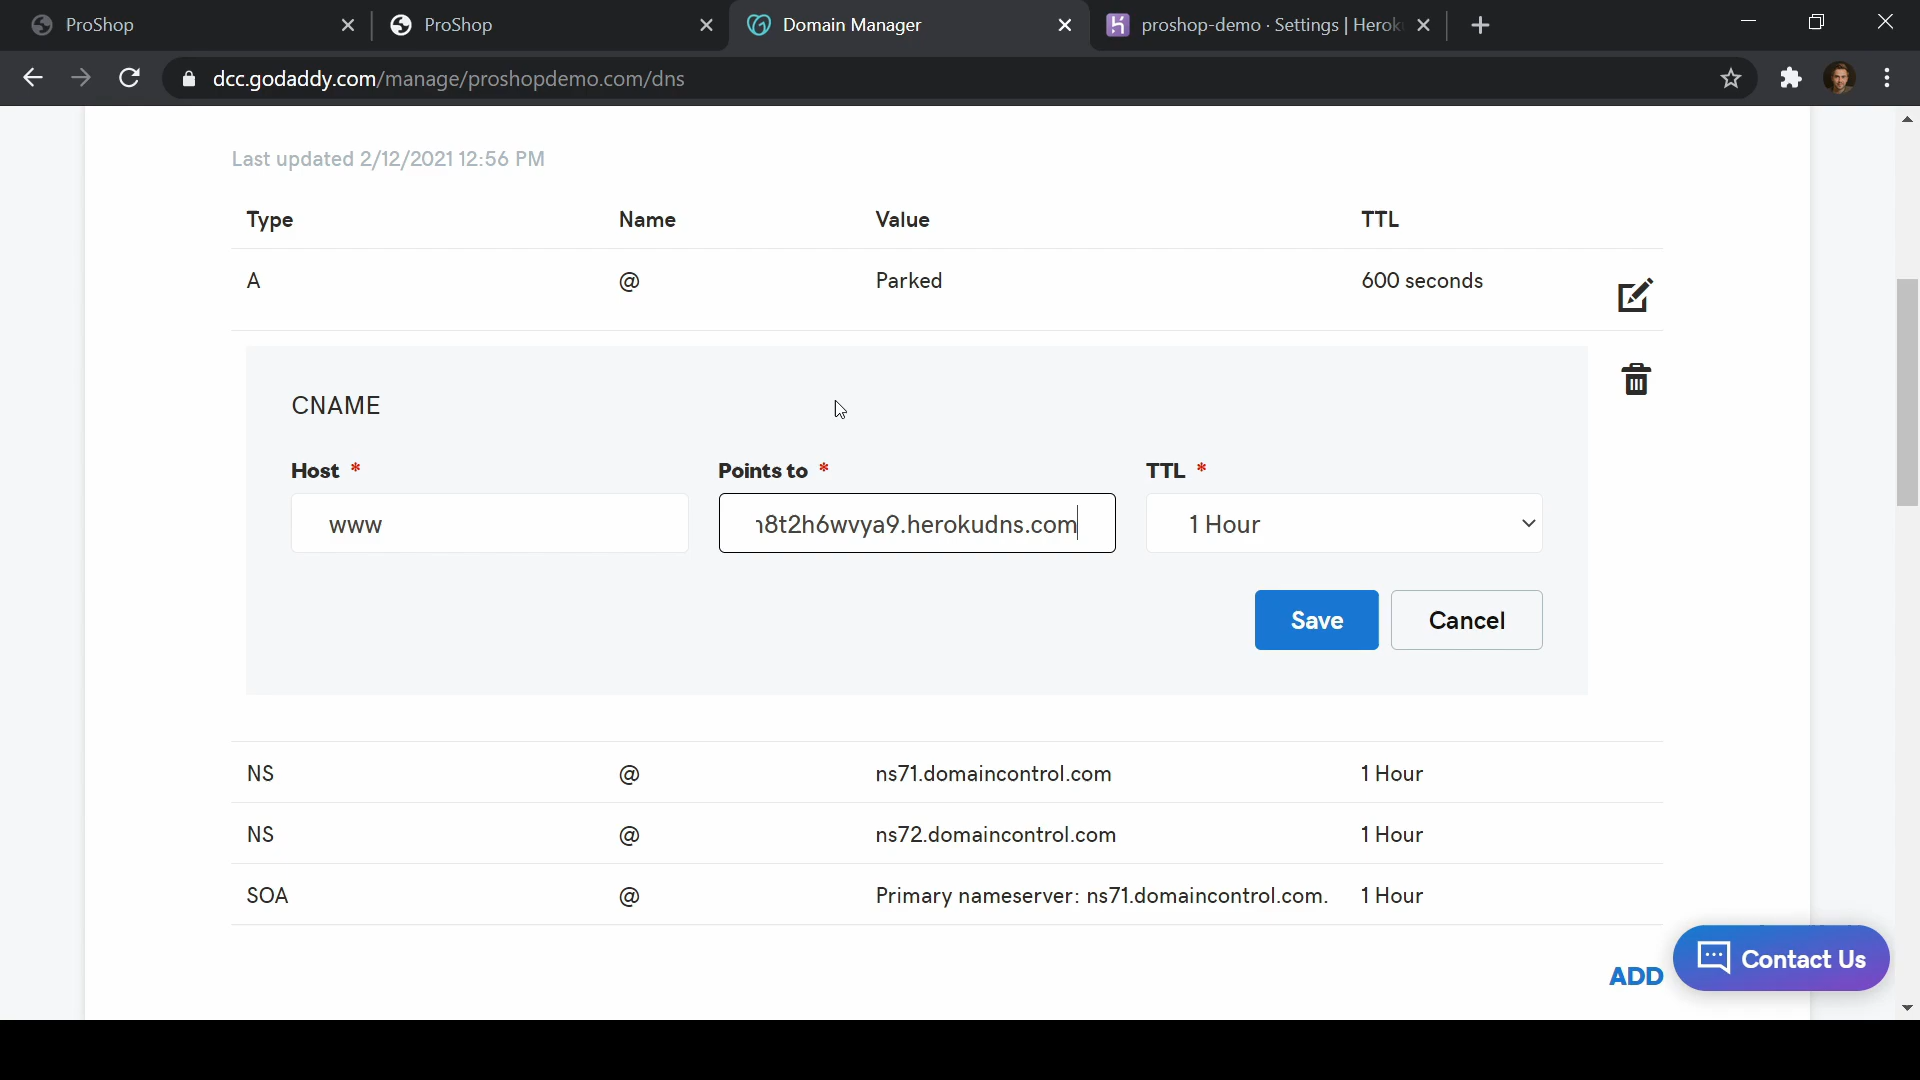 ProShop
ProShop
Domain Manager
proshop-demo · Settings | Herok
dcc.godaddy.com/manage/proshopdemo.com/dns
Last updated 2/12/2021 12:56 PM
Type Name Value TTL
A @ Parked 600 seconds
CNAME
Host * Points to * TTL *
www 8t2h6wvya9.herokudns.com 1 Hour
Save Cancel
NS @ ns71.domaincontrol.com 1 Hour
NS @ ns72.domaincontrol.com 1 Hour
SOA @ Primary nameserver: ns71.domaincontrol.com. 1 Hour
Contact Us
ADD